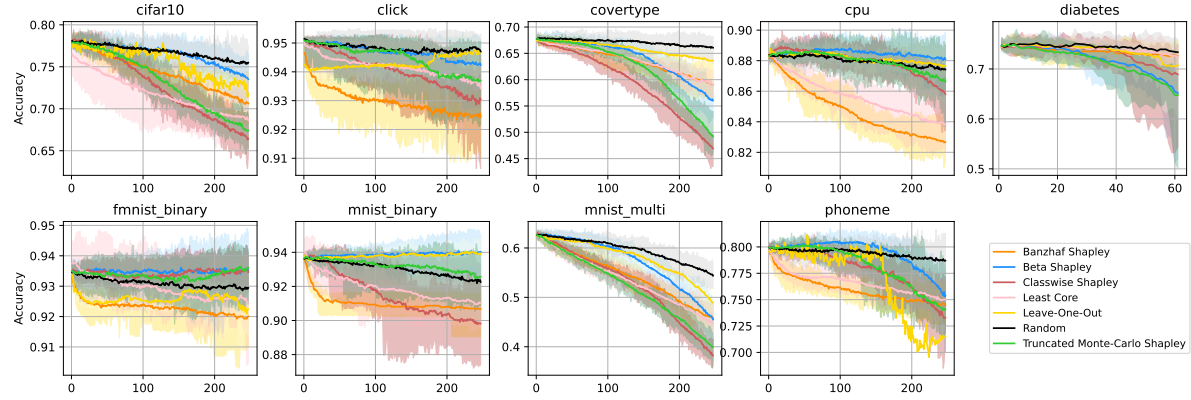 cifar10
click
covertype
cpu
diabetes
Accuracy
0.80
0.75
0.70
0.65
0 100 200
0.95
0.94
0.93
0.92
0.91
0 100 200
0.70
0.65
0.60
0.55
0.50
0.45
0 100 200
0.90
0.88
0.86
0.84
0.82
0 100 200
0.7
0.6
0.5
0 20 40 60
fmnist_binary
mnist_binary
mnist_multi
phoneme
Accuracy
0.95
0.94
0.93
0.92
0.91
0 100 200
0.94
0.92
0.90
0.88
0 100 200
0.6
0.5
0.4
0 100 200
0.800
0.775
0.750
0.725
0.700
0 100 200
Banzhaf Shapley
Beta Shapley
Classwise Shapley
Least Core
Leave-One-Out
Random
Truncated Monte-Carlo Shapley